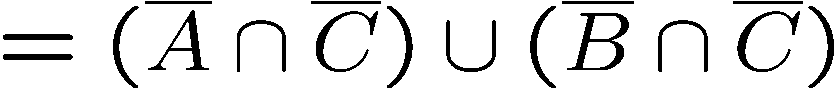 = (A̅ ∩ C̅) ∪ (B̅ ∩ C̅)